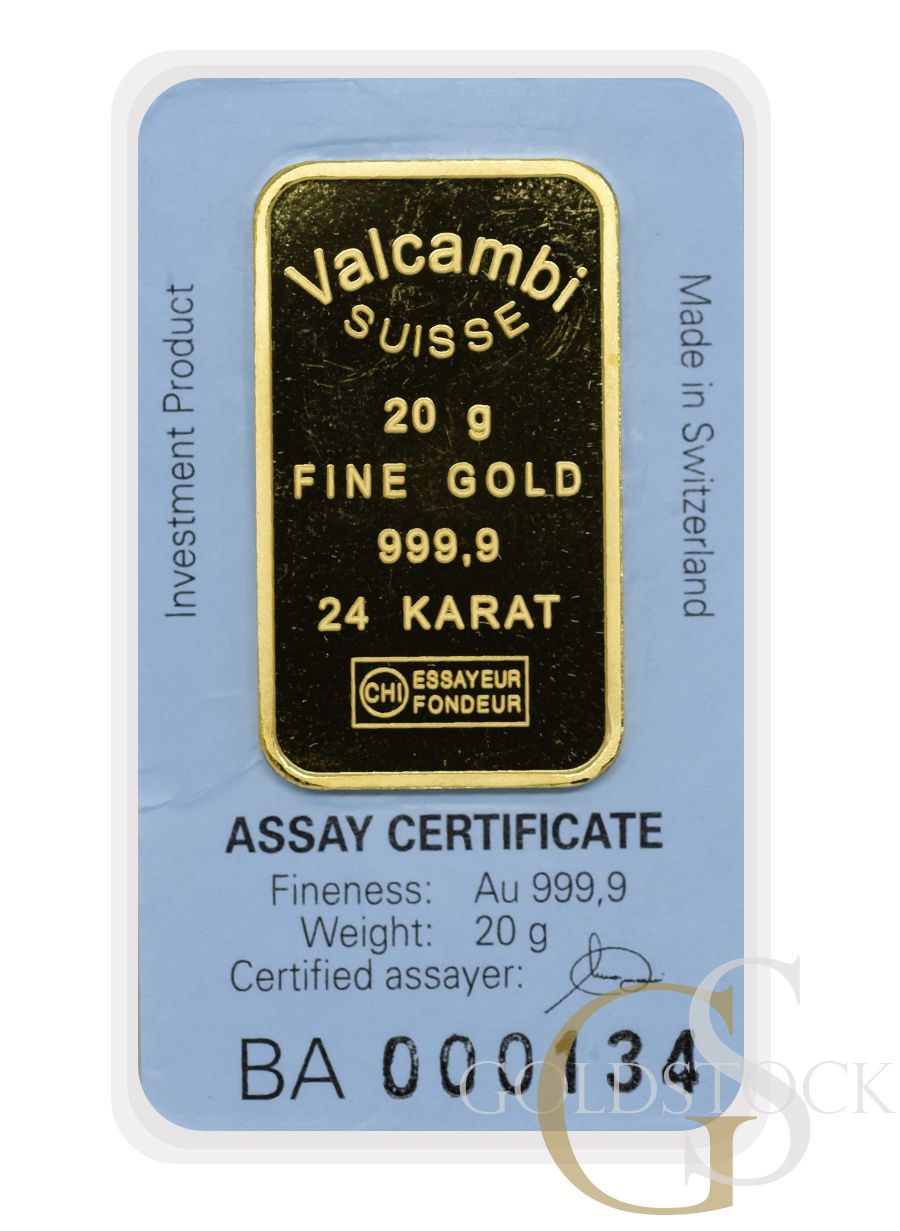 Valcambi
SUISSE
20 g
FINE GOLD
999,9
24 KARAT
CHI ESSAYEUR
FONDEUR
Investment Product
Made in Switzerland
ASSAY CERTIFICATE
Fineness: Au 999,9
Weight: 20 g
Certified assayer:
BA 000134
GS
GOLDSTOCK